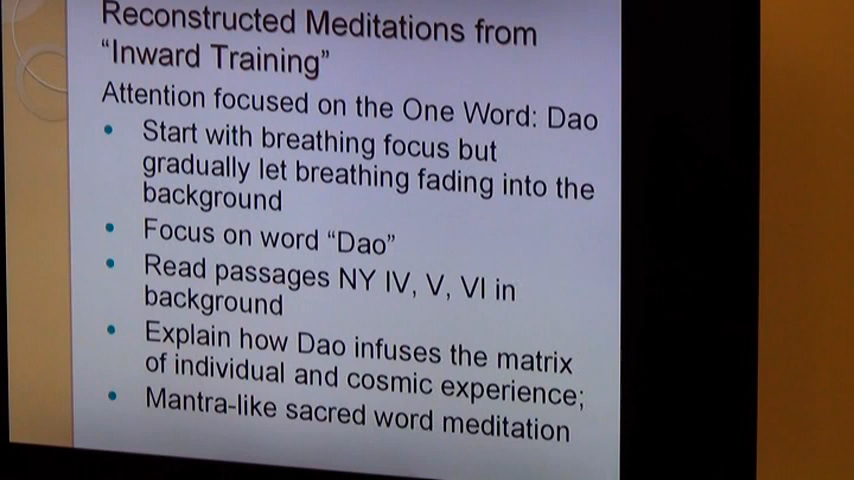 Reconstructed Meditations from
“Inward Training”
Attention focused on the One Word: Dao
• Start with breathing focus but
gradually let breathing fading into the
background
• Focus on word “Dao”
• Read passages NY IV, V, VI in
background
• Explain how Dao infuses the matrix
of individual and cosmic experience;
• Mantra-like sacred word meditation